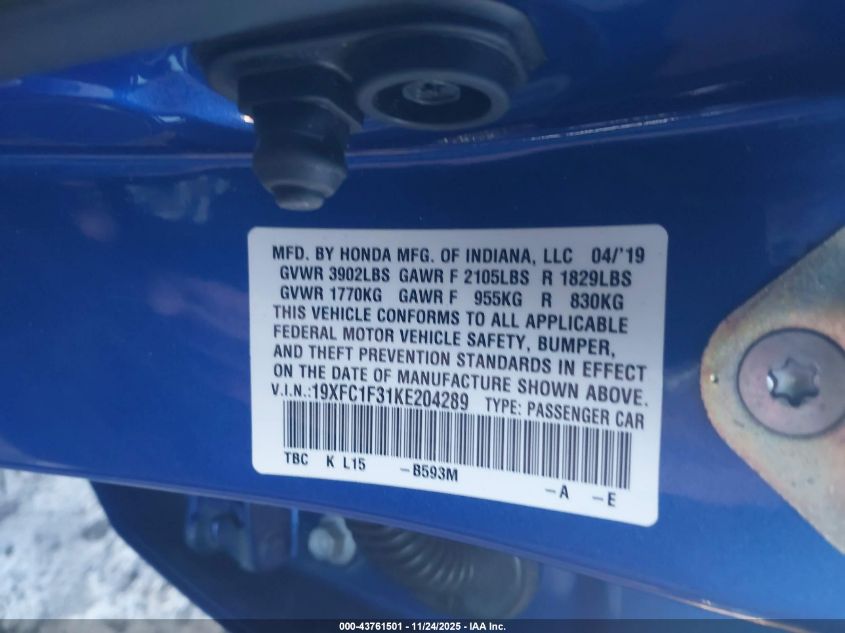 MFD. BY HONDA MFG. OF INDIANA, LLC 04/'19
GVWR 3902LBS GAWR F 2105LBS R 1829LBS
GVWR 1770KG GAWR F 955KG R 830KG
THIS VEHICLE CONFORMS TO ALL APPLICABLE
FEDERAL MOTOR VEHICLE SAFETY, BUMPER,
AND THEFT PREVENTION STANDARDS IN EFFECT
ON THE DATE OF MANUFACTURE SHOWN ABOVE.
V.I.N.:19XFC1F31KE204289 TYPE: PASSENGER CAR
TBC K L15 -B593M -A -E
000-43761501 - 11/24/2025 - IAA Inc.